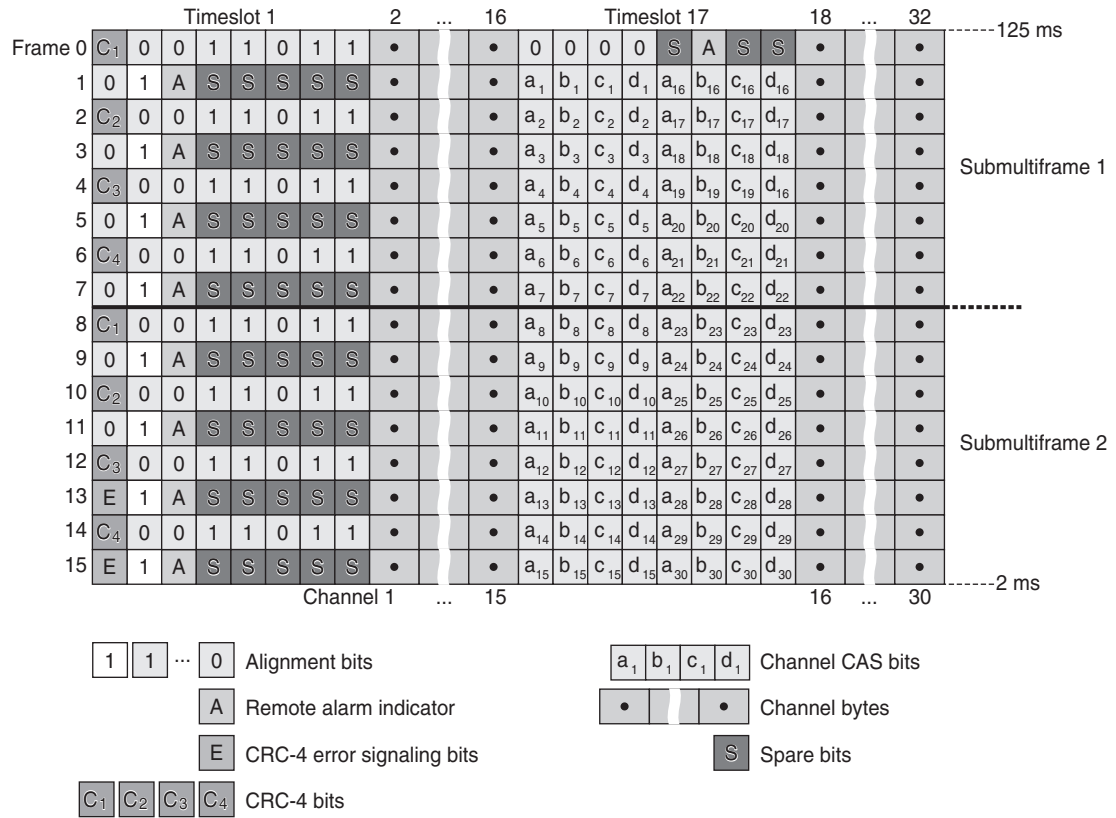 Timeslot 1 2 ... 16 Timeslot 17 18 ... 32
Frame 0 C1 0 0 1 1 0 1 1 • • 0 0 0 0 S A S S • • 125 ms
1 0 1 A S S S S S • • a1 b1 c1 d1 a16 b16 c16 d16 • •
2 C2 0 0 1 1 0 1 1 • • a2 b2 c2 d2 a17 b17 c17 d17 • •
3 0 1 A S S S S S • • a3 b3 c3 d3 a18 b18 c18 d18 • •
Submultiframe 1
4 C3 0 0 1 1 0 1 1 • • a4 b4 c4 d4 a19 b19 c19 d16 • •
5 0 1 A S S S S S • • a5 b5 c5 d5 a20 b20 c20 d20 • •
6 C4 0 0 1 1 0 1 1 • • a6 b6 c6 d6 a21 b21 c21 d21 • •
7 0 1 A S S S S S • • a7 b7 c7 d7 a22 b22 c22 d22 • •
8 C1 0 0 1 1 0 1 1 • • a8 b8 c8 d8 a23 b23 c23 d23 • •
9 0 1 A S S S S S • • a9 b9 c9 d9 a24 b24 c24 d24 • •
10 C2 0 0 1 1 0 1 1 • • a10 b10 c10 d10 a25 b25 c25 d25 • •
11 0 1 A S S S S S • • a11 b11 c11 d11 a26 b26 c26 d26 • •
Submultiframe 2
12 C3 0 0 1 1 0 1 1 • • a12 b12 c12 d12 a27 b27 c27 d27 • •
13 E 1 A S S S S S • • a13 b13 c13 d13 a28 b28 c28 d28 • •
14 C4 0 0 1 1 0 1 1 • • a14 b14 c14 d14 a29 b29 c29 d29 • •
15 E 1 A S S S S S • • a15 b15 c15 d15 a30 b30 c30 d30 • • 2 ms
Channel 1 ... 15 16 ... 30
1 1 ... 0 Alignment bits
A Remote alarm indicator
E CRC-4 error signaling bits
C1 C2 C3 C4 CRC-4 bits
a1 b1 c1 d1 Channel CAS bits
• • Channel bytes
S Spare bits